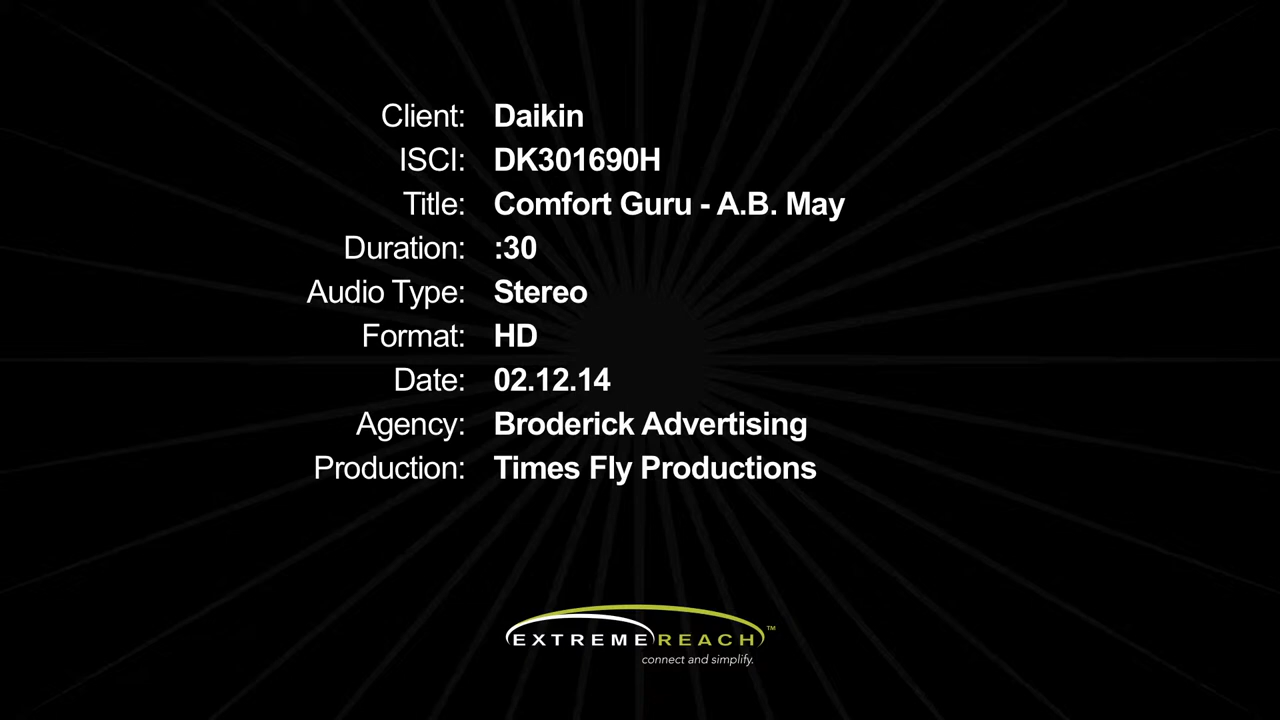 Client: Daikin
ISCI: DK301690H
Title: Comfort Guru - A.B. May
Duration: :30
Audio Type: Stereo
Format: HD
Date: 02.12.14
Agency: Broderick Advertising
Production: Times Fly Productions
EXTREMEREACH™
connect and simplify.